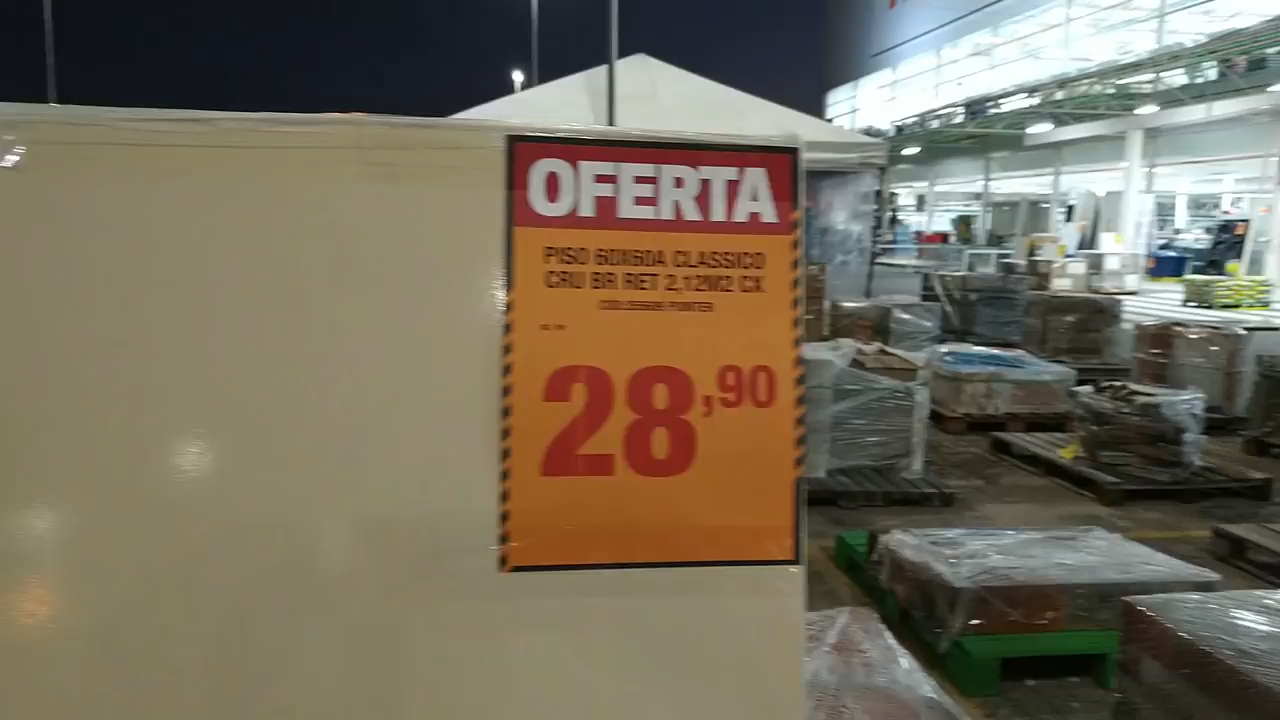 OFERTA
PISO 60X60A CLASSICO
CRU BR RET 2,12M2 CX
28,90